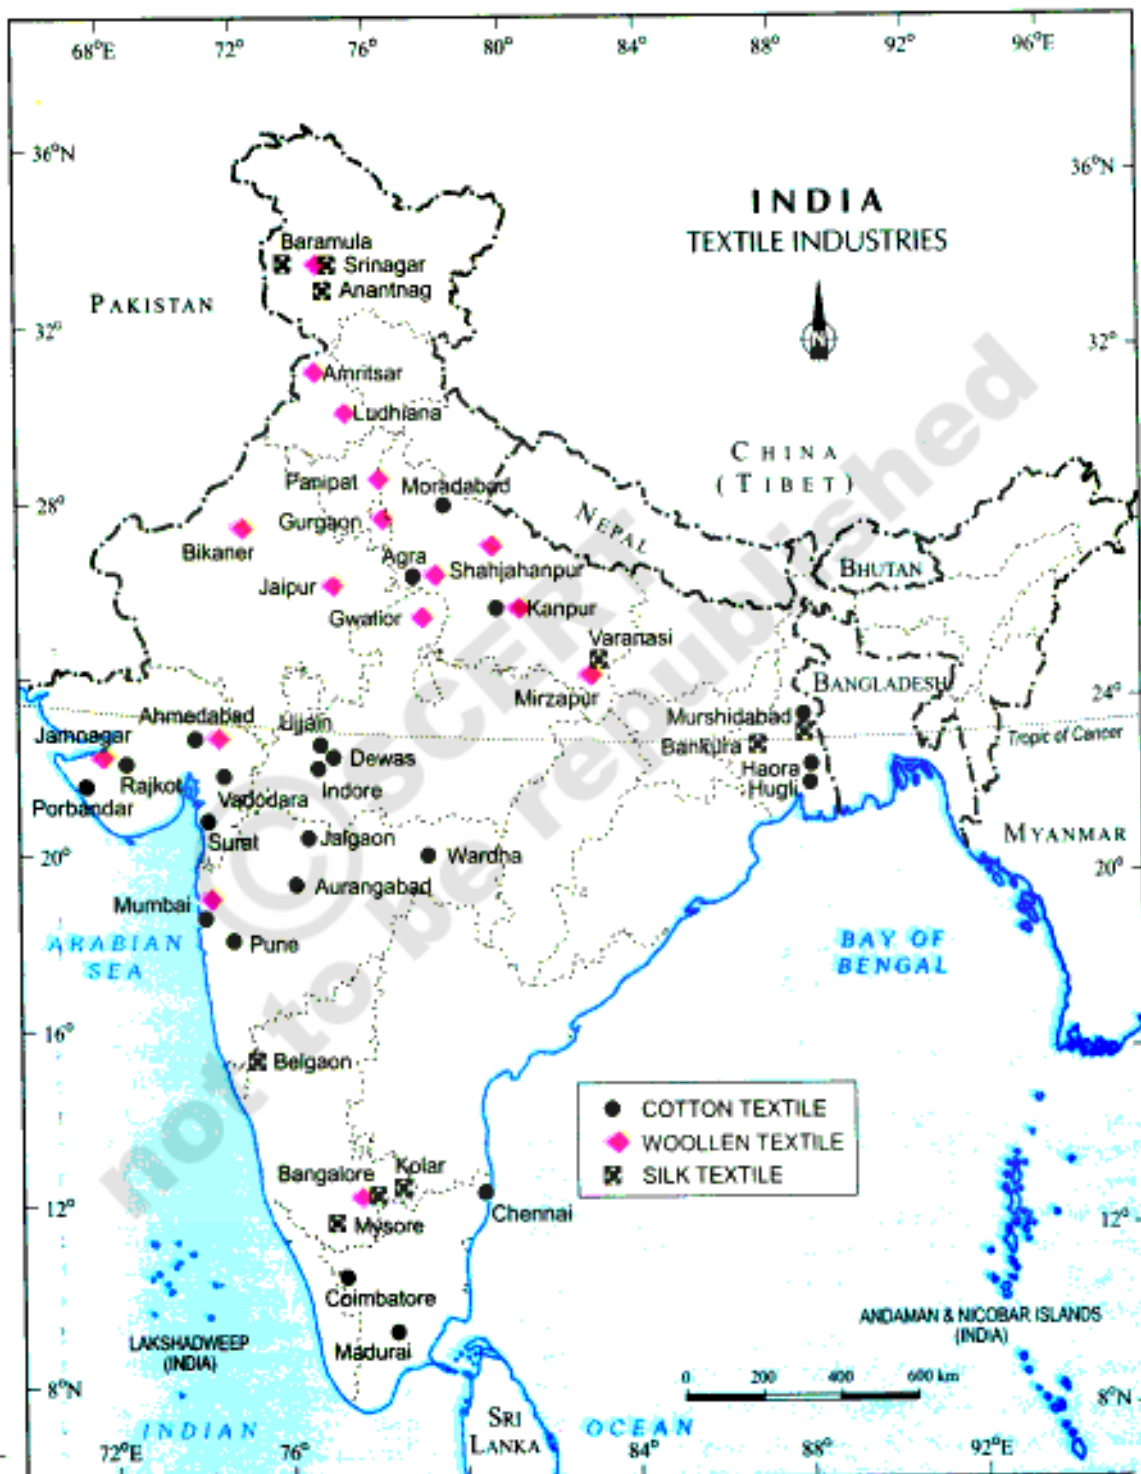 68°E 72° 76° 80° 84° 88° 92° 96°E
36°N 36°N
INDIA
TEXTILE INDUSTRIES
Baramula
Srinagar
Anantnag
PAKISTAN
N
32° 32°
Amritsar
Ludhiana
CHINA
(TIBET)
Panipat
Moradabad
28° 28°
NEPAL
Gurgaon
Bikaner
Agra
Shahjahanpur
BHUTAN
Jaipur
Gwalior
Kanpur
Varanasi
Mirzapur
BANGLADESH
24°
Ahmedabad
Ujjain
Murshidabad
Jamnagar
Dewas
Bankura
Tropic of Cancer
Rajkot
Indore
Haora
Porbandar
Vadodara
Hugli
Surat
Jalgaon
MYANMAR
20° 20°
Wardha
Aurangabad
Mumbai
Pune
ARABIAN
SEA
BAY OF
BENGAL
16° 16°
Belgaon
COTTON TEXTILE
WOOLLEN TEXTILE
SILK TEXTILE
Bangalore
Kolar
12° 12°
Chennai
Mysore
Coimbatore
Madurai
LAKSHADWEEP
(INDIA)
ANDAMAN & NICOBAR ISLANDS
(INDIA)
0 200 400 600 km
8°N 8°N
SRI
LANKA
INDIAN OCEAN
72°E 76° 84° 88° 92°E
© SCERT
not to be republished